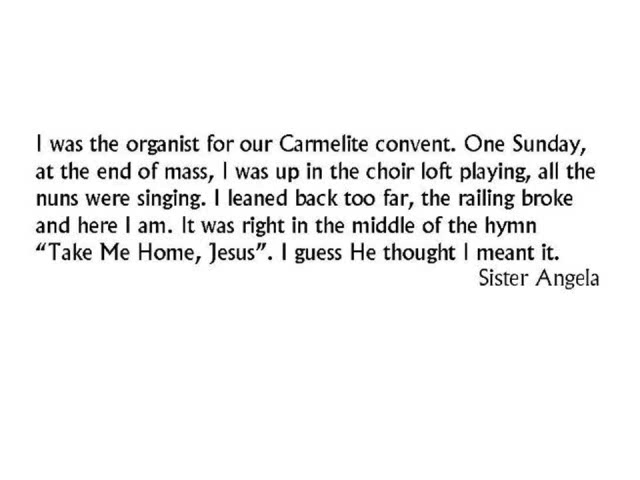 I was the organist for our Carmelite convent. One Sunday,
at the end of mass, I was up in the choir loft playing, all the
nuns were singing. I leaned back too far, the railing broke
and here I am. It was right in the middle of the hymn
“Take Me Home, Jesus”. I guess He thought I meant it.
Sister Angela